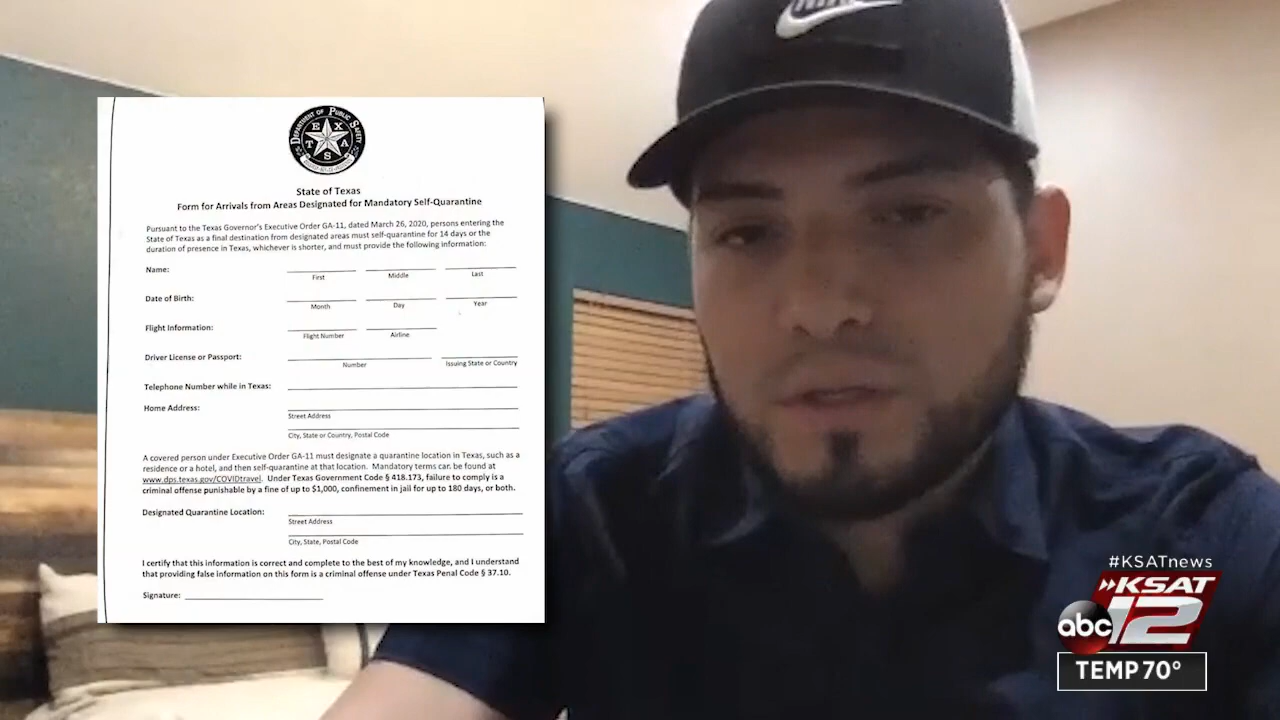 NIKE
DEPARTMENT OF PUBLIC SAFETY
TEXAS
State of Texas
Form for Arrivals from Areas Designated for Mandatory Self-Quarantine
Pursuant to the Texas Governor's Executive Order GA-11, dated March 26, 2020, persons entering the
State of Texas as a final destination from designated areas must self-quarantine for 14 days or the
duration of presence in Texas, whichever is shorter, and must provide the following information:
Name:
First Middle Last
Date of Birth:
Month Day Year
Flight Information:
Flight Number Airline
Driver License or Passport:
Number Issuing State or Country
Telephone Number while in Texas:
Home Address:
Street Address
City, State or Country, Postal Code
A covered person under Executive Order GA-11 must designate a quarantine location in Texas, such as a
residence or a hotel, and then self-quarantine at that location. Mandatory terms can be found at
www.dps.texas.gov/COVIDtravel. Under Texas Government Code § 418.173, failure to comply is a
criminal offense punishable by a fine of up to $1,000, confinement in jail for up to 180 days, or both.
Designated Quarantine Location:
Street Address
City, State, Postal Code
I certify that this information is correct and complete to the best of my knowledge, and I understand
that providing false information on this form is a criminal offense under Texas Penal Code § 37.10.
Signature:
#KSATnews
KSAT
abc 12
TEMP 70°